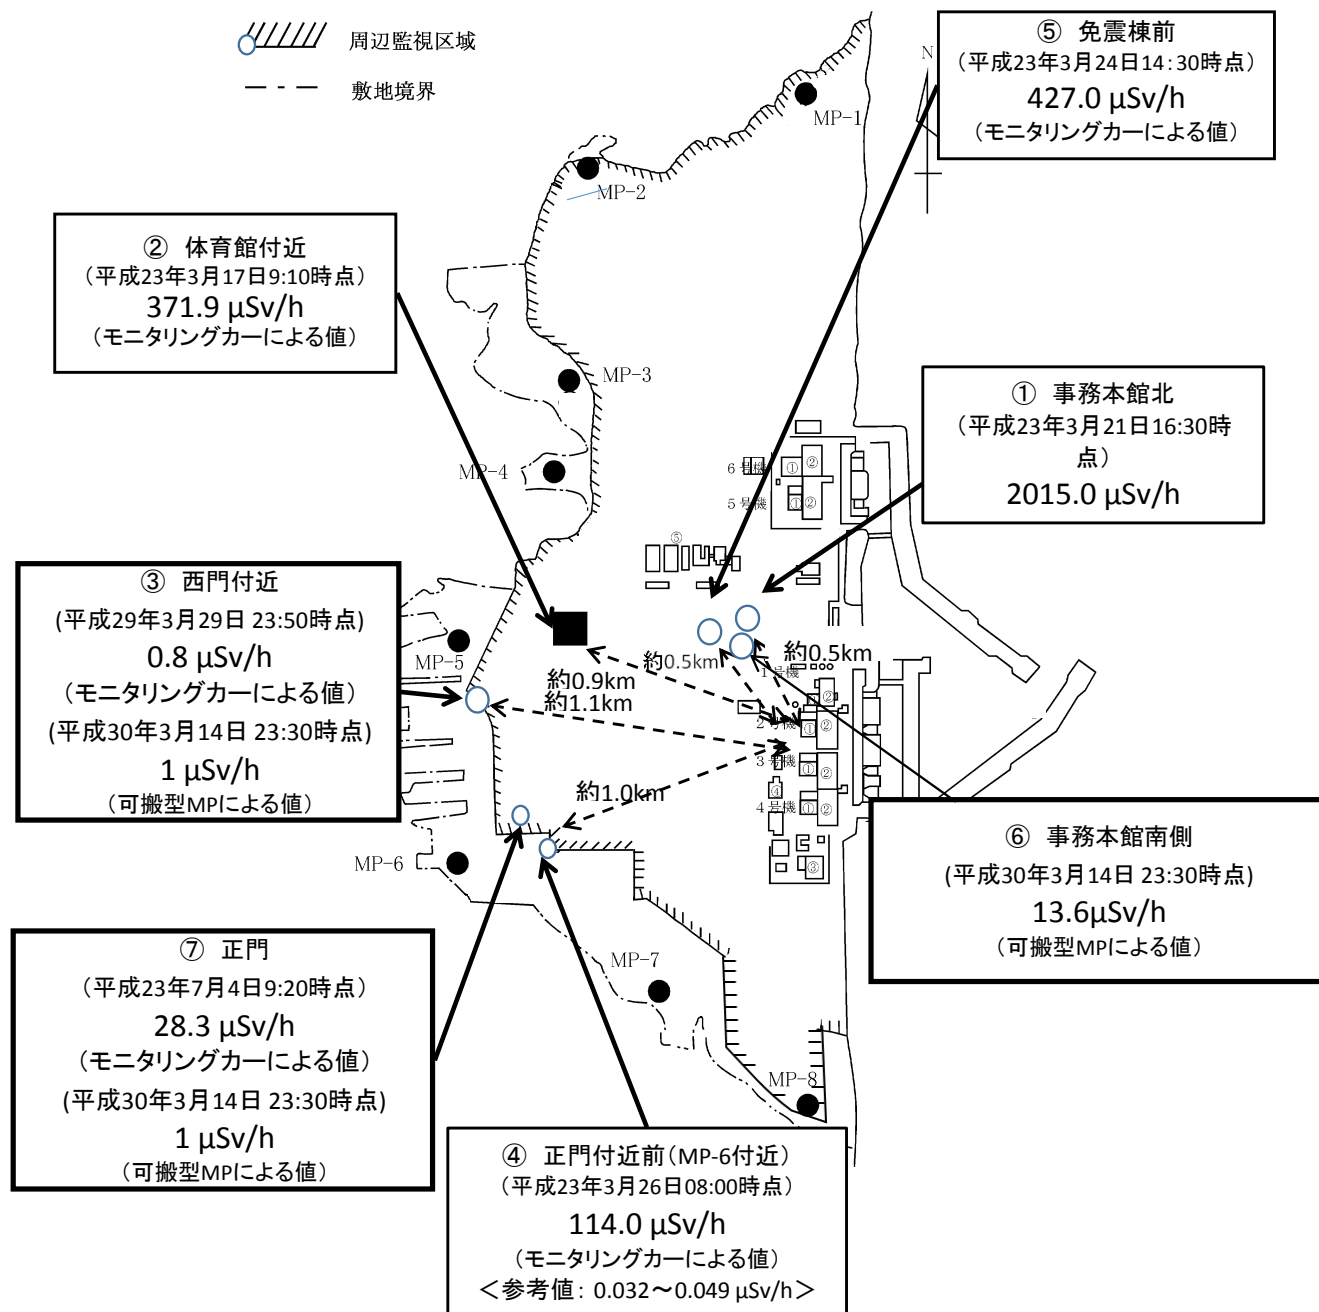 周辺監視区域
敷地境界
⑤ 免震棟前
(平成23年3月24日14:30時点)
427.0 μSv/h
(モニタリングカーによる値)
N
MP-1
MP-2
② 体育館付近
(平成23年3月17日9:10時点)
371.9 μSv/h
(モニタリングカーによる値)
MP-3
MP-4
① 事務本館北
(平成23年3月21日16:30時
点)
2015.0 μSv/h
6号機
① ②
5号機
① ②
⑤
③ 西門付近
(平成29年3月29日 23:50時点)
0.8 μSv/h
(モニタリングカーによる値)
(平成30年3月14日 23:30時点)
1 μSv/h
(可搬型MPによる値)
MP-5
約0.5km
約0.5km
約0.9km
約1.1km
1号機
②
2号機
① ②
3号機
① ②
約1.0km
④
4号機
① ②
③
MP-6
⑥ 事務本館南側
(平成30年3月14日 23:30時点)
13.6μSv/h
(可搬型MPによる値)
⑦ 正門
(平成23年7月4日9:20時点)
28.3 μSv/h
(モニタリングカーによる値)
(平成30年3月14日 23:30時点)
1 μSv/h
(可搬型MPによる値)
MP-7
MP-8
④ 正門付近前(MP-6付近)
(平成23年3月26日08:00時点)
114.0 μSv/h
(モニタリングカーによる値)
＜参考値: 0.032～0.049 μSv/h＞